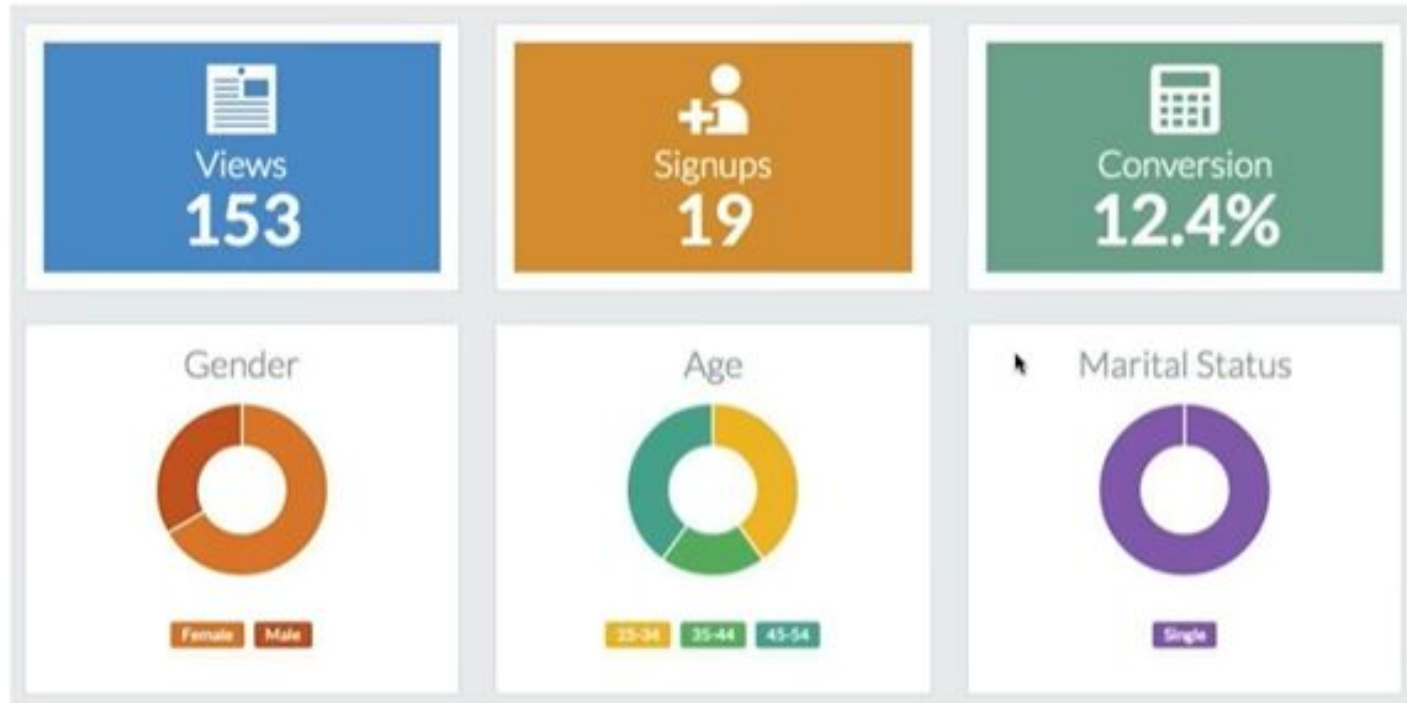 Views
153
Signups
19
Conversion
12.4%
Gender
Female Male
Age
25-34 35-44 45-54
Marital Status
Single